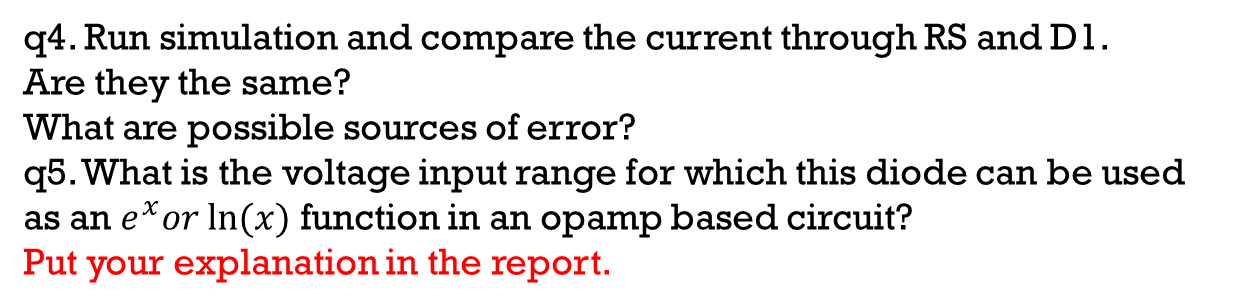 q4. Run simulation and compare the current through RS and D1.
Are they the same?
What are possible sources of error?
q5. What is the voltage input range for which this diode can be used
as an eˣ or ln(x) function in an opamp based circuit?
Put your explanation in the report.